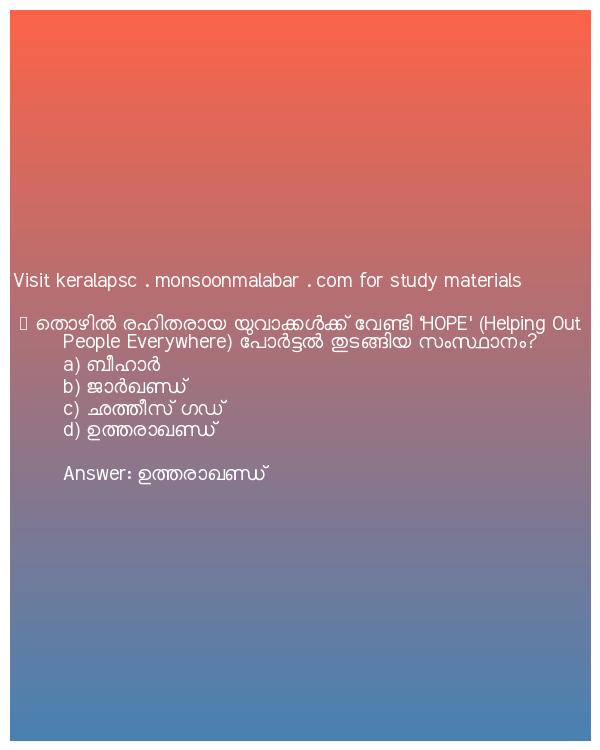 Visit keralapsc . monsoonmalabar . com for study materials
തൊഴിൽ രഹിതരായ യുവാക്കൾക്ക് വേണ്ടി 'HOPE' (Helping Out
People Everywhere) പോർട്ടൽ തുടങ്ങിയ സംസ്ഥാനം?
a) ബീഹാർ
b) ജാർഖണ്ഡ്
c) ഛത്തീസ് ഗഡ്
d) ഉത്തരാഖണ്ഡ്
Answer: ഉത്തരാഖണ്ഡ്